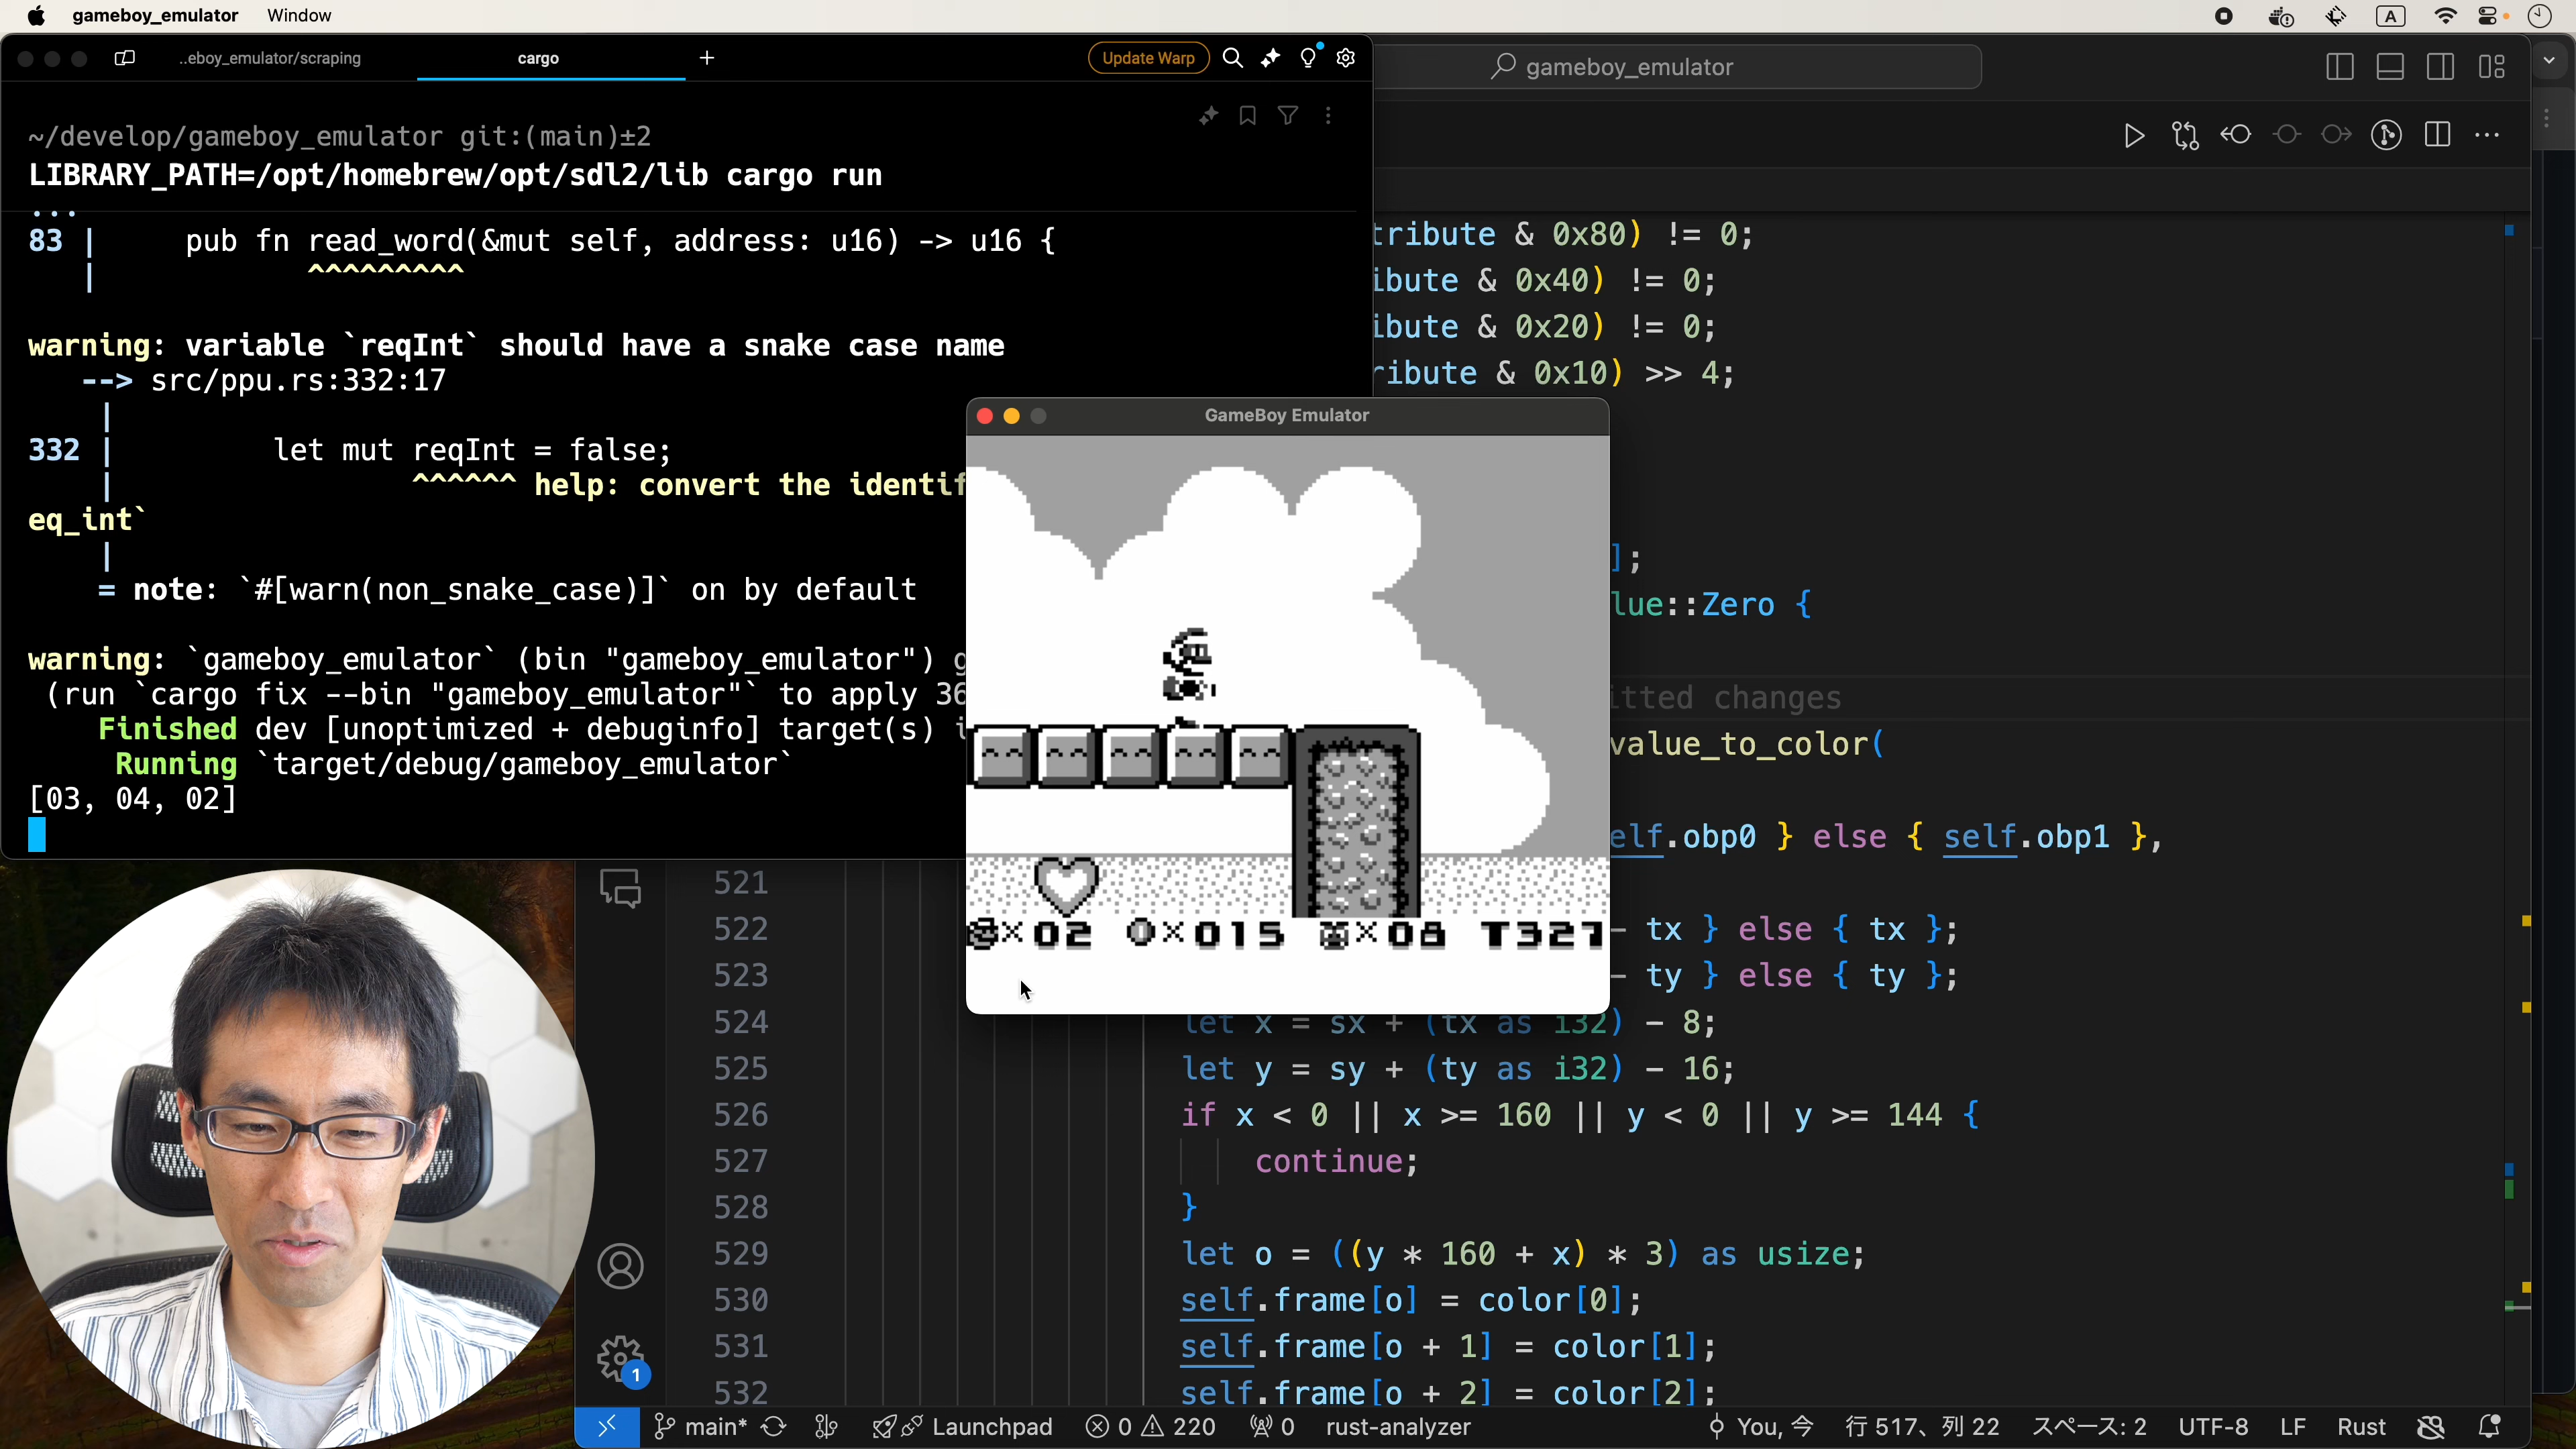 gameboy_emulator Window
A
..eboy_emulator/scraping cargo + Update Warp
gameboy_emulator
~/develop/gameboy_emulator git:(main)±2
LIBRARY_PATH=/opt/homebrew/opt/sdl2/lib cargo run
...
83 | pub fn read_word(&mut self, address: u16) -> u16 {
| ^^^^^^^^^
warning: variable `reqInt` should have a snake case name
--> src/ppu.rs:332:17
|
332 | let mut reqInt = false;
| ^^^^^^ help: convert the identif
eq_int`
|
= note: `#[warn(non_snake_case)]` on by default
warning: `gameboy_emulator` (bin "gameboy_emulator") g
(run `cargo fix --bin "gameboy_emulator"` to apply 36
Finished dev [unoptimized + debuginfo] target(s) i
Running `target/debug/gameboy_emulator`
[03, 04, 02]
GameBoy Emulator
×02 ×015 ×08 T327
tribute & 0x80) != 0;
ibute & 0x40) != 0;
ibute & 0x20) != 0;
ribute & 0x10) >> 4;
];
lue::Zero {
itted changes
value_to_color(
elf.obp0 } else { self.obp1 },
521
522 - tx } else { tx };
523 - ty } else { ty };
524 let x = sx + (tx as i32) - 8;
525 let y = sy + (ty as i32) - 16;
526 if x < 0 || x >= 160 || y < 0 || y >= 144 {
527 continue;
528 }
529 let o = ((y * 160 + x) * 3) as usize;
530 self.frame[o] = color[0];
531 self.frame[o + 1] = color[1];
532 self.frame[o + 2] = color[2];
1
main* Launchpad 0 220 0 rust-analyzer You, 今 行 517、列 22 スペース: 2 UTF-8 LF Rust